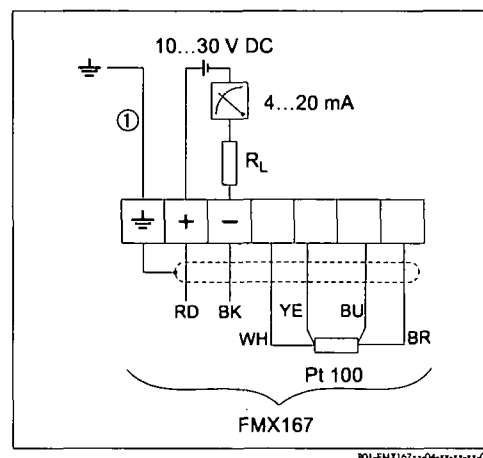 10...30 V DC
4...20 mA
①
R_L
+ −
RD BK
WH YE BU BR
Pt 100
FMX167